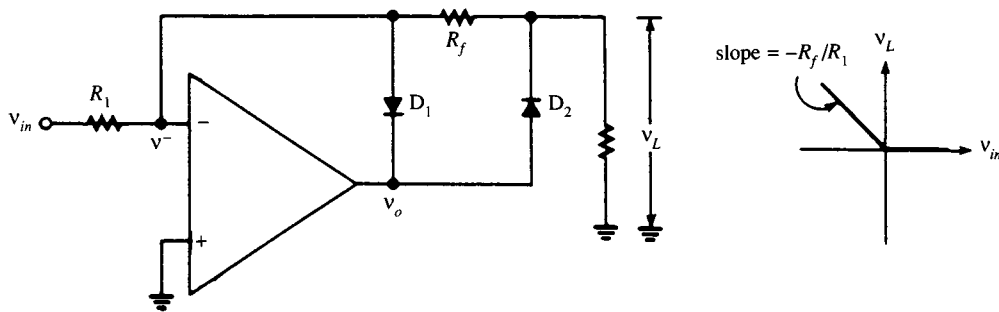 R_f
R_1
v_in
v^-
−
+
D_1
D_2
v_o
v_L
slope = -R_f/R_1
v_L
v_in